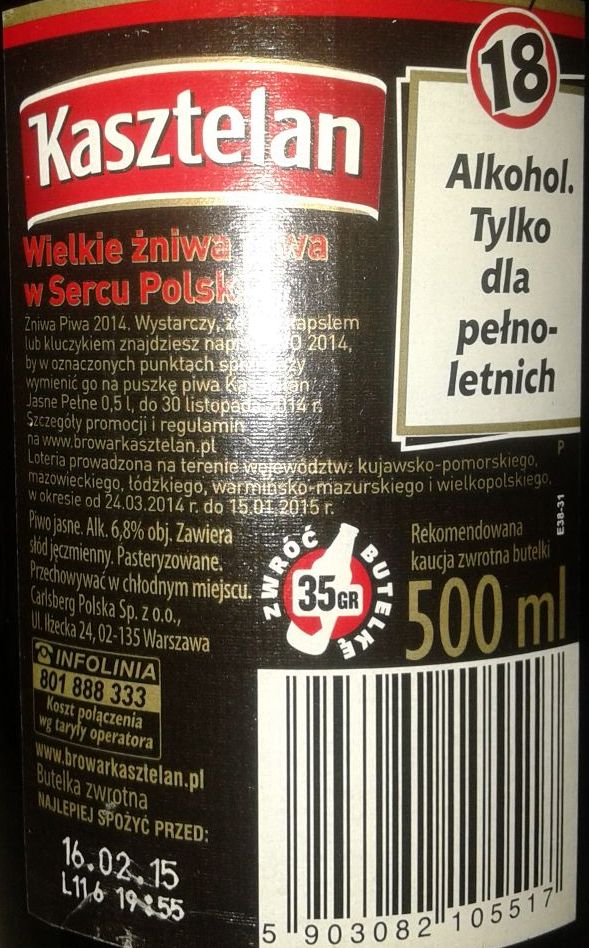 Kasztelan
Wielkie żniwa
w Sercu
Żniwa Piwa 2014. Wystarczy,
lub kluczykiem znajdziesz 2014,
by w oznaczonych punktach
wymienić go na puszkę piwa
Jasne Pełne 0,5 l, do 30 2014 r.
Szczegóły promocji i regulamin
na www.browarkasztelan.pl
Loteria prowadzona na terenie województw: kujawsko-pomorskiego,
mazowieckiego, łódzkiego, warmińsko-mazurskiego i wielkopolskiego,
w okresie od 24.03.2014 r. do 15.01.2015 r.
18
Alkohol.
Tylko
dla
pełno-
letnich
P
E38-31
Piwo jasne. Alk. 6,8% obj. Zawiera
słód jęczmienny. Pasteryzowane.
Przechowywać w chłodnym miejscu.
Carlsberg Polska Sp. z o.o.,
Ul. Iłżecka 24, 02-135 Warszawa
INFOLINIA
801 888 333
Koszt połączenia
wg taryfy operatora
www.browarkasztelan.pl
Butelka zwrotna
NAJLEPIEJ SPOŻYĆ PRZED:
16.02.15
L116 19:55
ZWRÓĆ BUTELKĘ
35GR
Rekomendowana
kaucja zwrotna butelki
500 ml
5 903082 105517